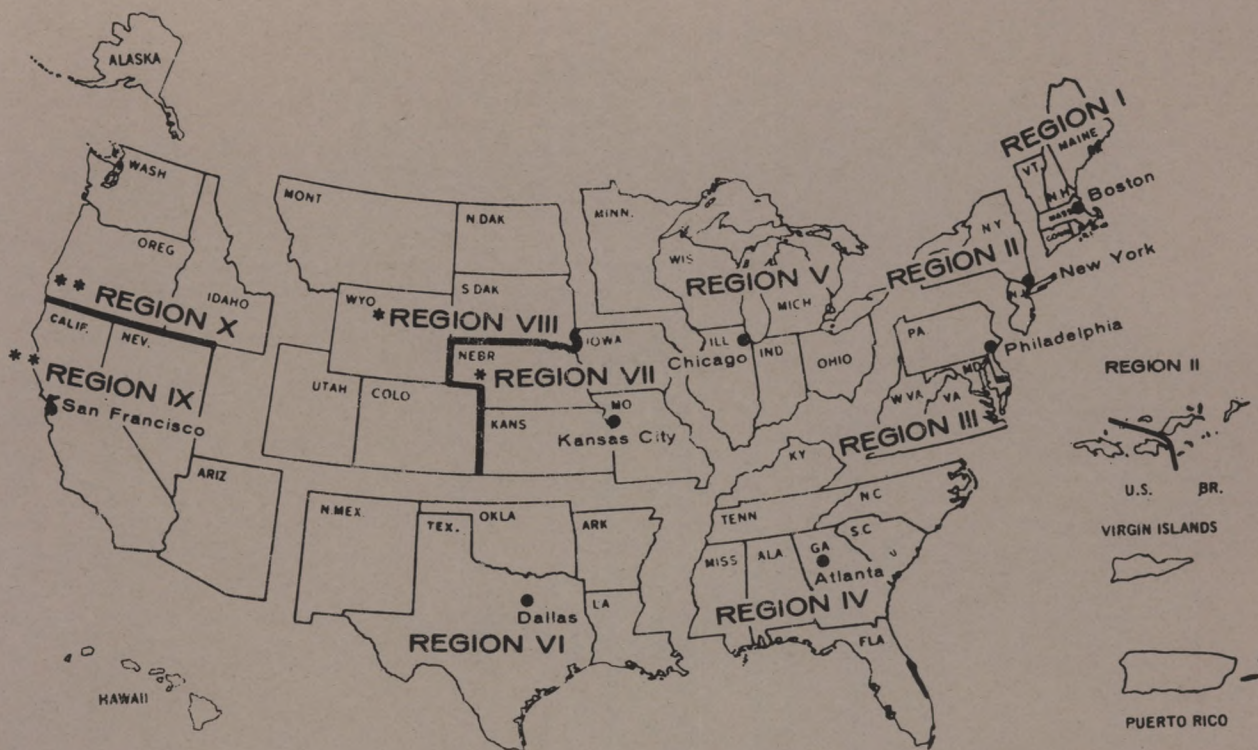 ALASKA
REGION I
MAINE
VT.
N.H.
Boston
MASS
CONN
WASH
MONT
N.DAK
MINN.
OREG
WIS
N Y
REGION II
New York
** REGION X
IDAHO
WYO
S DAK
REGION V
MICH
N.J.
*REGION VIII
CALIF.
NEV.
NEBR
IOWA
ILL
IND
OHIO
PA
Philadelphia
Chicago
MD
REGION II
**
REGION IX
San Francisco
UTAH
COLO
* REGION VII
MO
W VA
VA
REGION III
KANS
Kansas City
KY
ARIZ
U.S. BR.
VIRGIN ISLANDS
N.MEX.
TEX.
OKLA
ARK
TENN
N C
S C
MISS
ALA
GA
Atlanta
Dallas
LA
REGION IV
REGION VI
FLA
HAWAII
PUERTO RICO